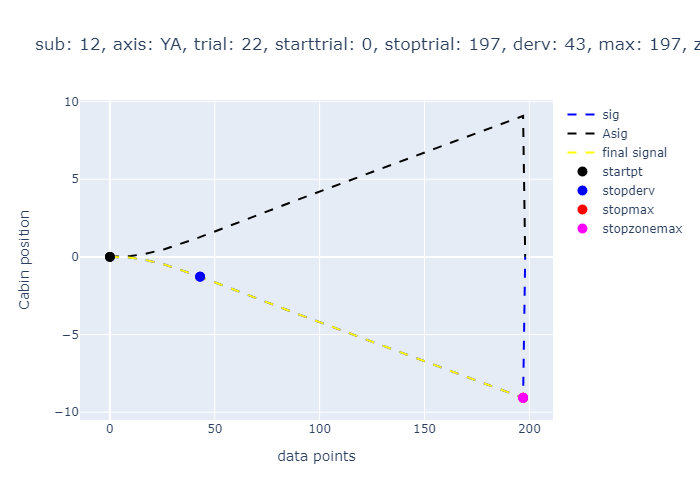 sub: 12, axis: YA, trial: 22, starttrial: 0, stoptrial: 197, derv: 43, max: 197, z
10
5
0
−5
−10
Cabin position
0
50
100
150
200
data points
sig
Asig
final signal
startpt
stopderv
stopmax
stopzonemax